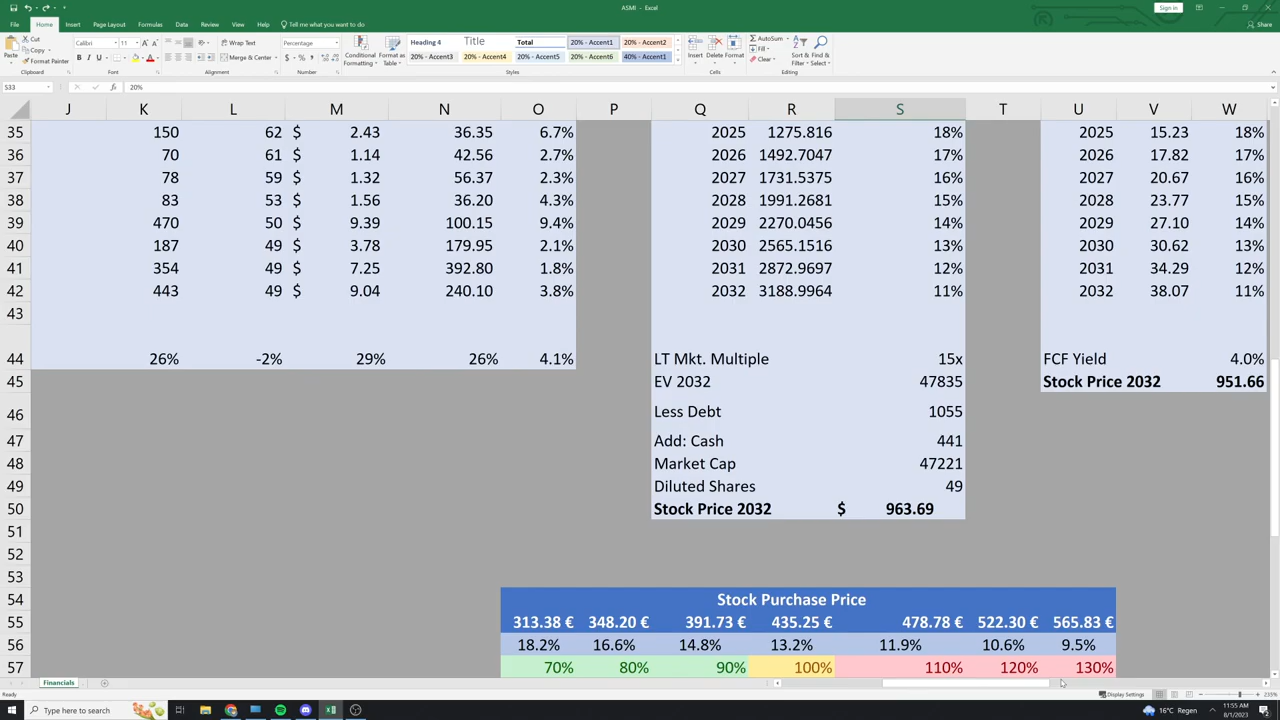 ASMI - Excel
Sign in
File Home Insert Page Layout Formulas Data Review View Help Tell me what you want to do
Share
Paste
Cut
Copy
Format Painter
Clipboard
Calibri 11
Font
Wrap Text
Merge & Center
Alignment
Percentage
Number
Conditional Formatting
Format as Table
Heading 4 Title Total 20% - Accent1 20% - Accent2
20% - Accent3 20% - Accent4 20% - Accent5 20% - Accent6 40% - Accent1
Styles
Insert Delete Format
Cells
AutoSum
Fill
Clear
Sort & Filter
Find & Select
Editing
S33 fx 20%
J K L M N O P Q R S T U V W
35 150 62 $ 2.43 36.35 6.7% 2025 1275.816 18% 2025 15.23 18%
36 70 61 $ 1.14 42.56 2.7% 2026 1492.7047 17% 2026 17.82 17%
37 78 59 $ 1.32 56.37 2.3% 2027 1731.5375 16% 2027 20.67 16%
38 83 53 $ 1.56 36.20 4.3% 2028 1991.2681 15% 2028 23.77 15%
39 470 50 $ 9.39 100.15 9.4% 2029 2270.0456 14% 2029 27.10 14%
40 187 49 $ 3.78 179.95 2.1% 2030 2565.1516 13% 2030 30.62 13%
41 354 49 $ 7.25 392.80 1.8% 2031 2872.9697 12% 2031 34.29 12%
42 443 49 $ 9.04 240.10 3.8% 2032 3188.9964 11% 2032 38.07 11%
43
44 26% -2% 29% 26% 4.1% LT Mkt. Multiple 15x FCF Yield 4.0%
45 EV 2032 47835 Stock Price 2032 951.66
46 Less Debt 1055
47 Add: Cash 441
48 Market Cap 47221
49 Diluted Shares 49
50 Stock Price 2032 $ 963.69
51
52
53
54 Stock Purchase Price
55 313.38 € 348.20 € 391.73 € 435.25 € 478.78 € 522.30 € 565.83 €
56 18.2% 16.6% 14.8% 13.2% 11.9% 10.6% 9.5%
57 70% 80% 90% 100% 110% 120% 130%
Financials
Ready
Display Settings
235%
Type here to search
16°C Regen
11:55 AM
8/1/2023